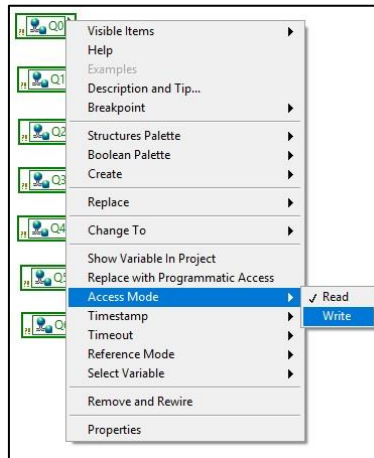 Q0
Q1
Q2
Q3
Q4
Q5
Q6
Visible Items
Help
Examples
Description and Tip...
Breakpoint
Structures Palette
Boolean Palette
Create
Replace
Change To
Show Variable In Project
Replace with Programmatic Access
Access Mode
Timestamp
Timeout
Reference Mode
Select Variable
Remove and Rewire
Properties
✓ Read
Write